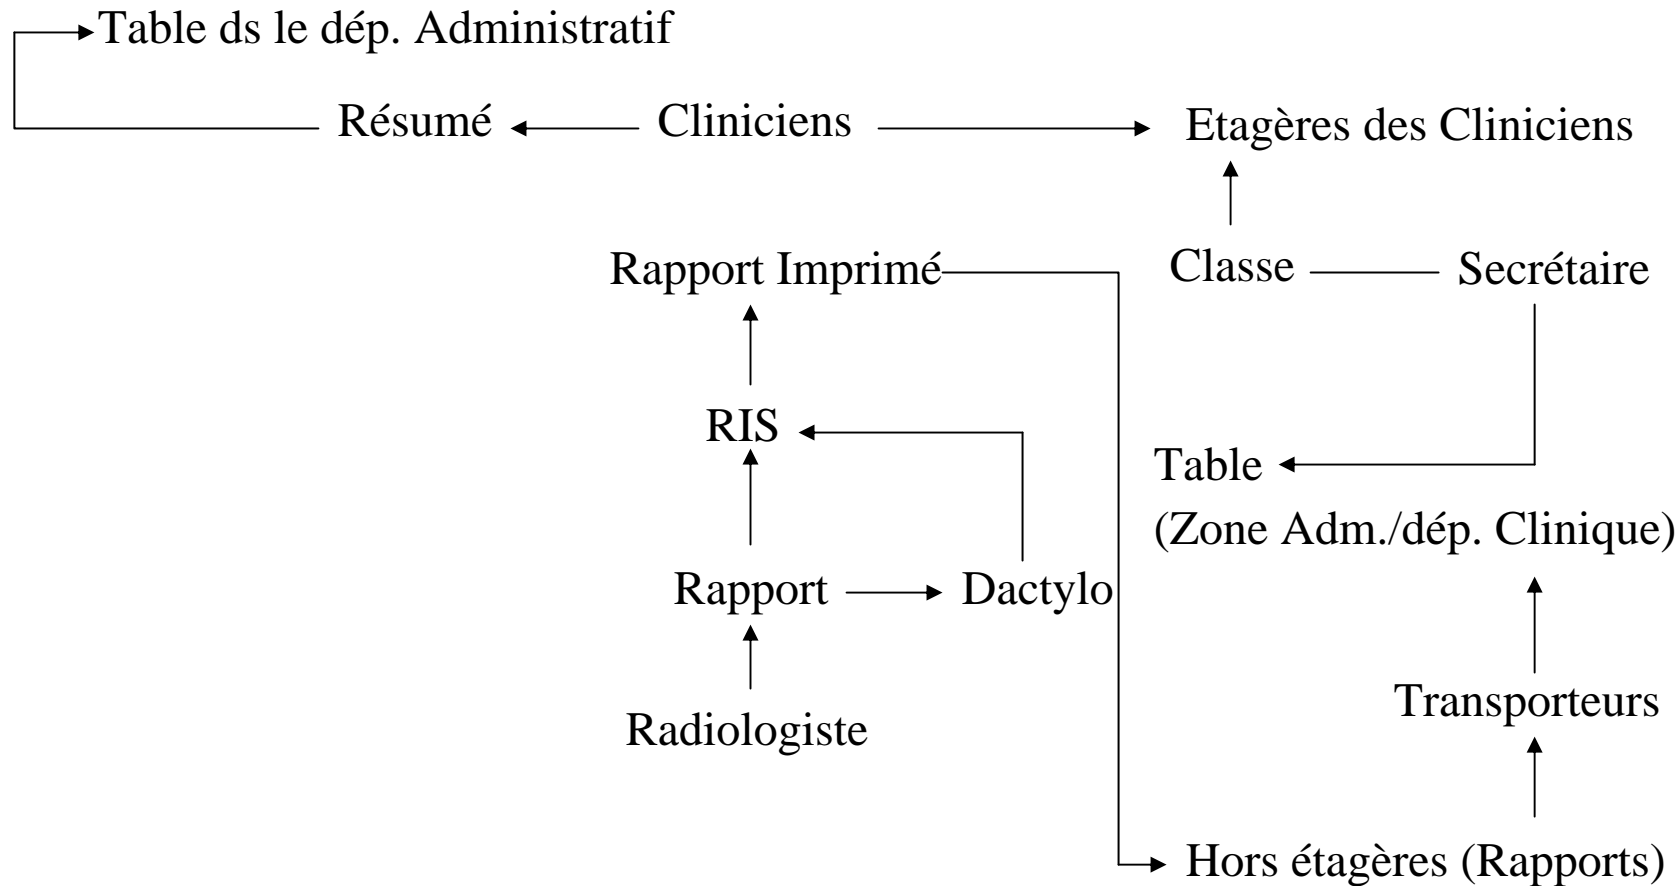 Table ds le dép. Administratif
Résumé Cliniciens Etagères des Cliniciens
Rapport Imprimé Classe Secrétaire
RIS
Table
(Zone Adm./dép. Clinique)
Rapport Dactylo
Transporteurs
Radiologiste
Hors étagères (Rapports)